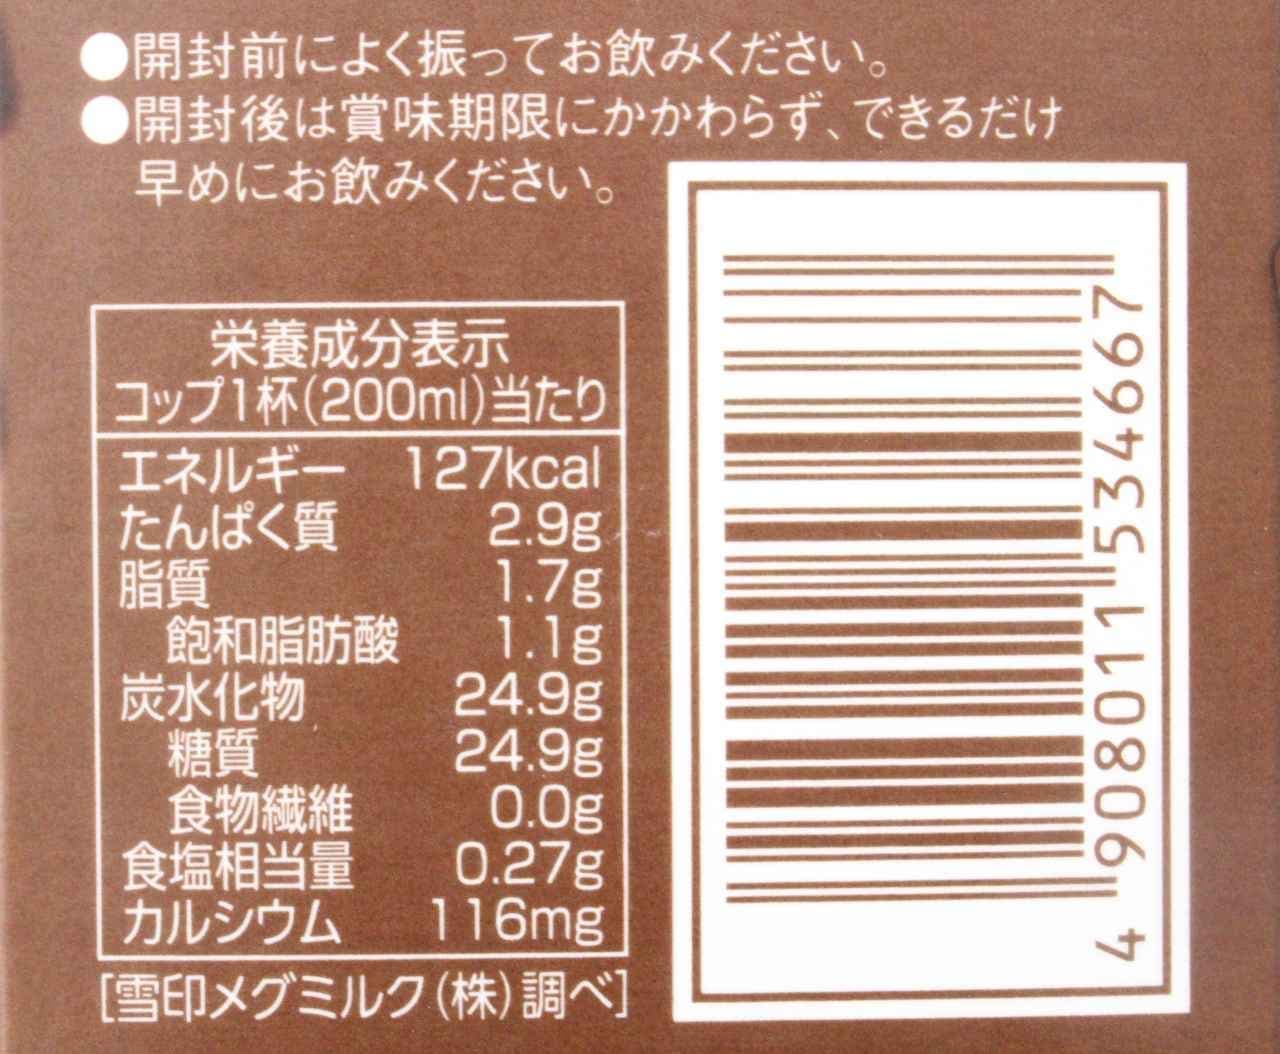 ●開封前によく振ってお飲みください。
●開封後は賞味期限にかかわらず、できるだけ
早めにお飲みください。
栄養成分表示
コップ1杯(200ml)当たり
エネルギー 127kcal
たんぱく質 2.9g
脂質 1.7g
飽和脂肪酸 1.1g
炭水化物 24.9g
糖質 24.9g
食物繊維 0.0g
食塩相当量 0.27g
カルシウム 116mg
[雪印メグミルク(株)調べ]
4 908011 534667